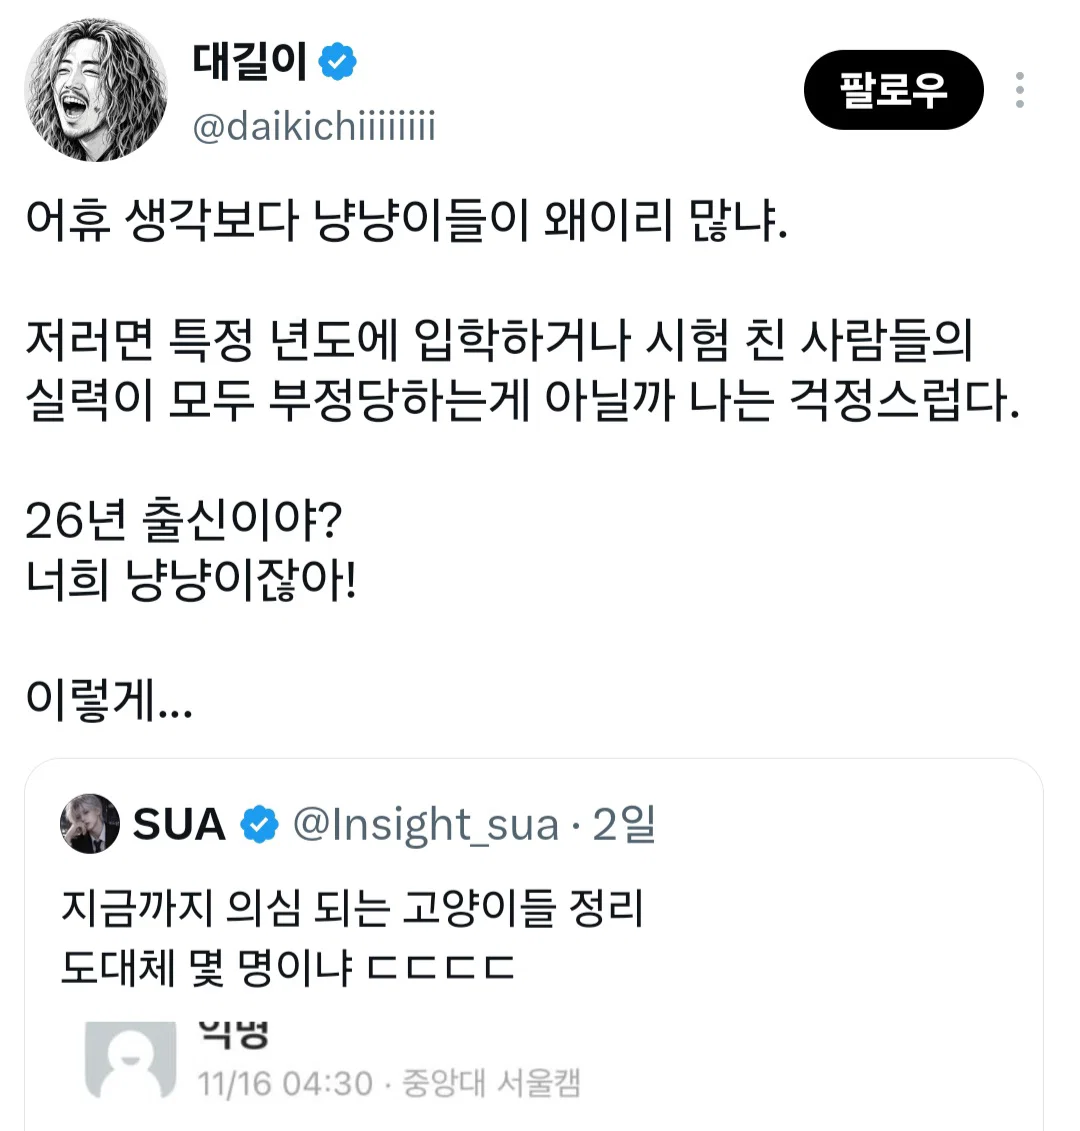 대길이
@daikichiiiiiiii
팔로우
어휴 생각보다 냥냥이들이 왜이리 많냐.
저러면 특정 년도에 입학하거나 시험 친 사람들의
실력이 모두 부정당하는게 아닐까 나는 걱정스럽다.
26년 출신이야?
너희 냥냥이잖아!
이렇게...
SUA @Insight_sua · 2일
지금까지 의심 되는 고양이들 정리
도대체 몇 명이냐 ㄷㄷㄷㄷ
익명
11/16 04:30 · 중앙대 서울캠